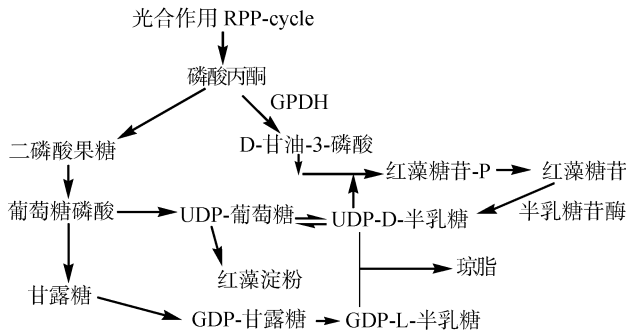 光合作用 RPP-cycle
磷酸丙酮
GPDH
二磷酸果糖
D-甘油-3-磷酸
红藻糖苷-P
红藻糖苷
葡萄糖磷酸
UDP-葡萄糖
UDP-D-半乳糖
半乳糖苷酶
红藻淀粉
琼脂
甘露糖
GDP-甘露糖
GDP-L-半乳糖